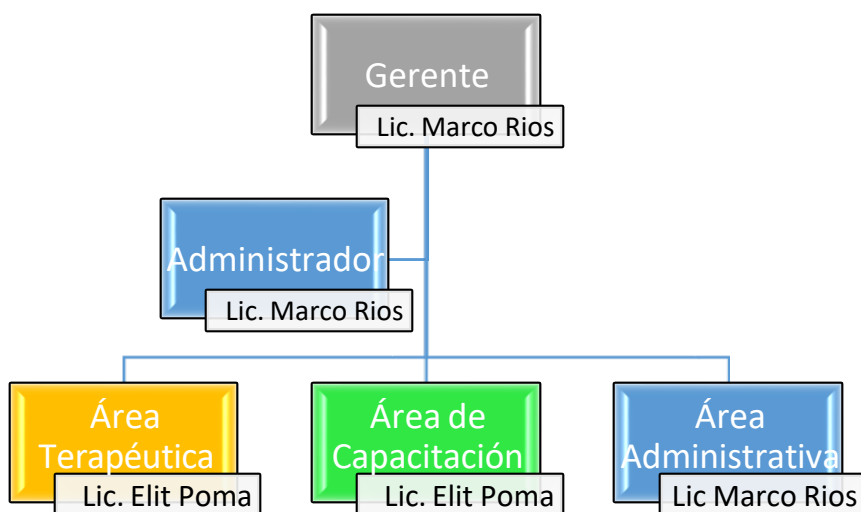 Gerente
Lic. Marco Rios
Administrador
Lic. Marco Rios
Área
Terapéutica
Lic. Elit Poma
Área de
Capacitación
Lic. Elit Poma
Área
Administrativa
Lic Marco Rios